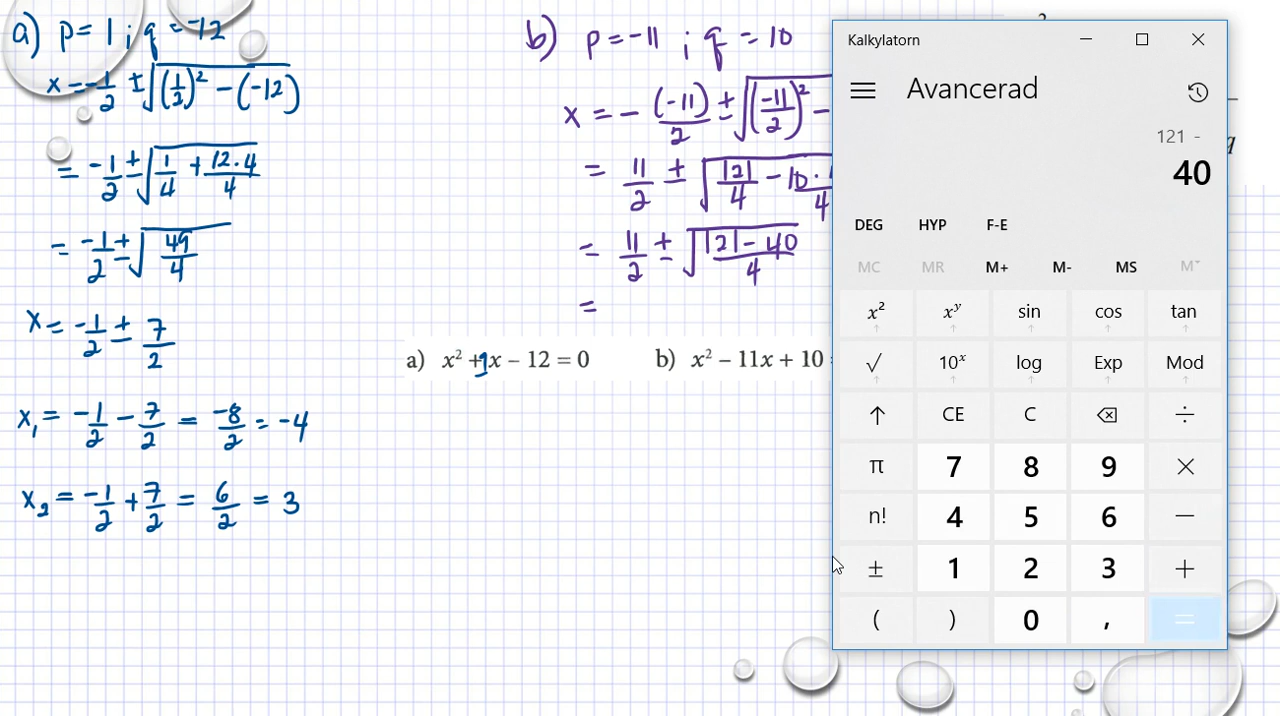 a) p = 1 ; q = -12
x = -1/2 ± √((1/2)² - (-12))
= -1/2 ± √(1/4 + 12·4/4)
= -1/2 ± √(49/4)
x = -1/2 ± 7/2
x₁ = -1/2 - 7/2 = -8/2 = -4
x₂ = -1/2 + 7/2 = 6/2 = 3
b) p = -11 ; q = 10
x = - (-11)/2 ± √((-11/2)² -
= 11/2 ± √(121/4 - 10·4/4
= 11/2 ± √((121 - 40)/4)
=
a) x² + 1x - 12 = 0
b) x² - 11x + 10 =
Kalkylatorn
Avancerad
121 -
40
DEG HYP F-E
MC MR M+ M- MS M˅
x² xʸ sin cos tan
√ 10ˣ log Exp Mod
↑ CE C ⌫ ÷
π 7 8 9 ×
n! 4 5 6 −
± 1 2 3 +
( ) 0 , =